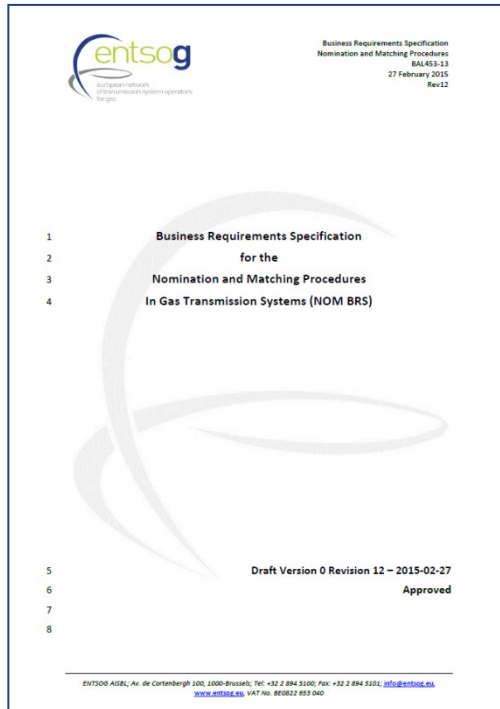 entsog
european network
of transmission system operators
for gas
Business Requirements Specification
Nomination and Matching Procedures
BAL453-13
27 February 2015
Rev12
1 Business Requirements Specification
2 for the
3 Nomination and Matching Procedures
4 In Gas Transmission Systems (NOM BRS)
5 Draft Version 0 Revision 12 – 2015-02-27
6 Approved
7
8
ENTSOG AISBL; Av. de Cortenbergh 100, 1000-Brussels; Tel: +32 2 894 5100; Fax: +32 2 894 5101; info@entsog.eu,
www.entsog.eu, VAT No. BE0822 653 040